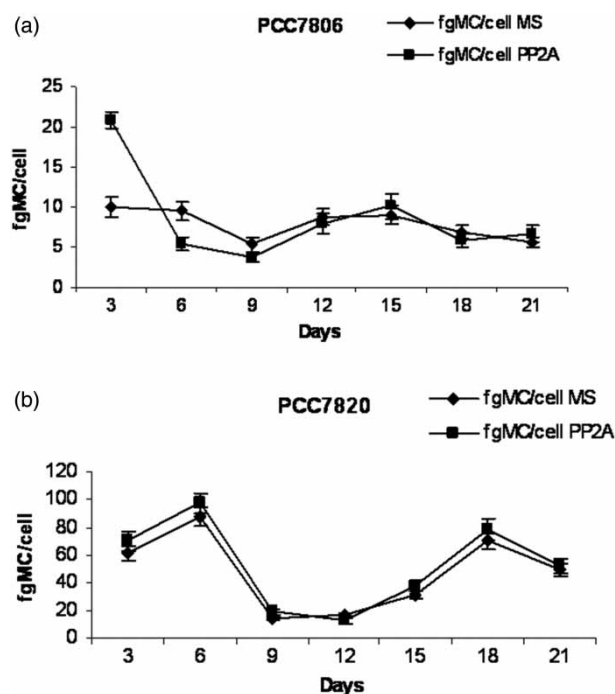 (a)
PCC7806
fgMC/cell MS
fgMC/cell PP2A
fgMC/cell
25
20
15
10
5
0
3 6 9 12 15 18 21
Days
(b)
PCC7820
fgMC/cell MS
fgMC/cell PP2A
fgMC/cell
120
100
80
60
40
20
0
3 6 9 12 15 18 21
Days